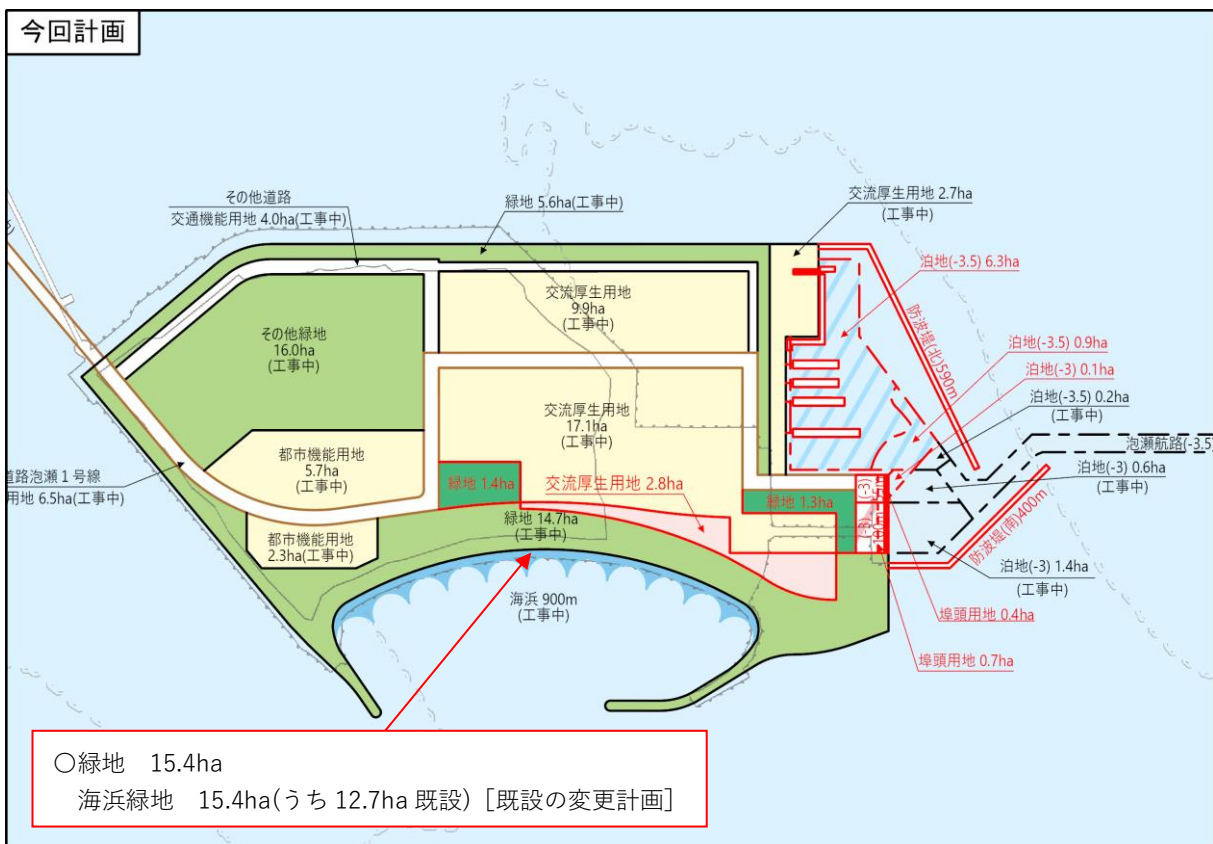 今回計画
その他道路
交通機能用地 4.0ha(工事中)
緑地 5.6ha(工事中)
交流厚生用地 2.7ha
(工事中)
泊地(-3.5) 6.3ha
交流厚生用地
9.9ha
(工事中)
その他緑地
16.0ha
(工事中)
防波堤(北)590m
泊地(-3.5) 0.9ha
泊地(-3) 0.1ha
泊地(-3.5) 0.2ha
(工事中)
交流厚生用地
17.1ha
(工事中)
泡瀬航路(-3.5)
都市機能用地
5.7ha
(工事中)
道路泡瀬１号線
用地 6.5ha(工事中)
泊地(-3) 0.6ha
(工事中)
緑地 1.4ha
交流厚生用地 2.8ha
緑地 1.3ha
(-3)
(-3)
防波堤(南)400m
緑地 14.7ha
(工事中)
都市機能用地
2.3ha(工事中)
泊地(-3) 1.4ha
(工事中)
海浜 900m
(工事中)
埠頭用地 0.4ha
埠頭用地 0.7ha
○緑地　15.4ha
海浜緑地　15.4ha(うち 12.7ha 既設)［既設の変更計画］